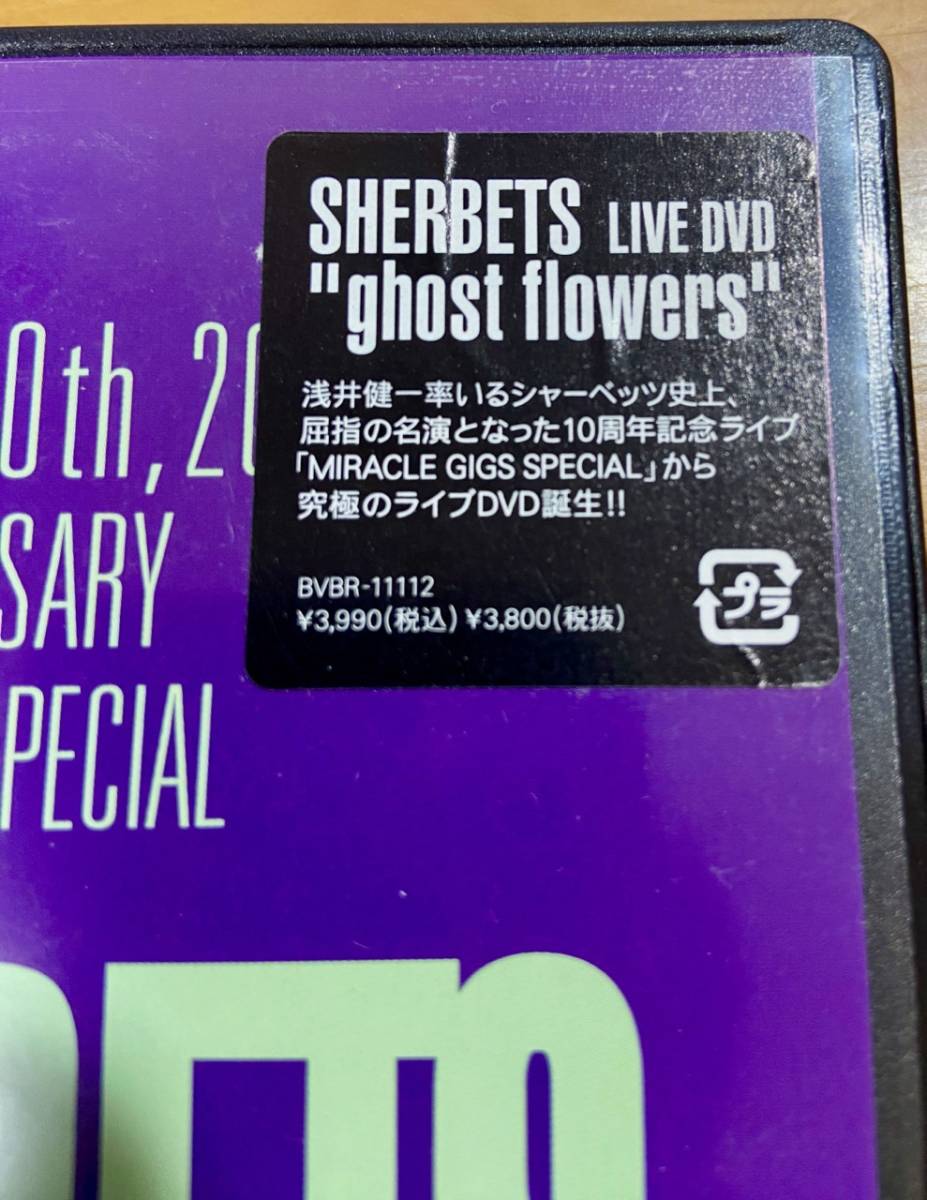 SHERBETS LIVE DVD
"ghost flowers"
浅井健一率いるシャーベッツ史上、
屈指の名演となった10周年記念ライブ
「MIRACLE GIGS SPECIAL」から
究極のライブDVD誕生!!
BVBR-11112
¥3,990(税込) ¥3,800(税抜)
プラ
0th, 20
SARY
PECIAL